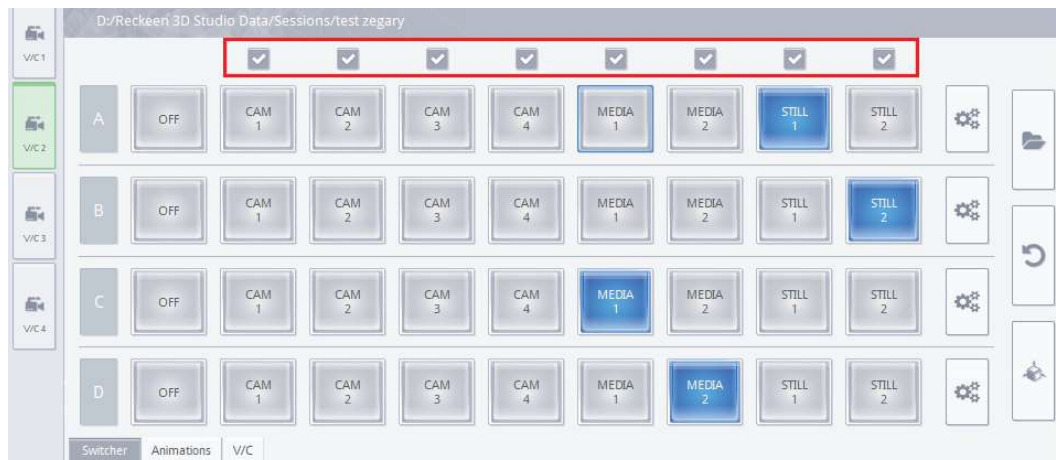 D:/Reckeen 3D Studio Data/Sessions/test zegary
V/C 1
A OFF CAM 1 CAM 2 CAM 3 CAM 4 MEDIA 1 MEDIA 2 STILL 1 STILL 2
V/C 2
B OFF CAM 1 CAM 2 CAM 3 CAM 4 MEDIA 1 MEDIA 2 STILL 1 STILL 2
V/C 3
C OFF CAM 1 CAM 2 CAM 3 CAM 4 MEDIA 1 MEDIA 2 STILL 1 STILL 2
V/C 4
D OFF CAM 1 CAM 2 CAM 3 CAM 4 MEDIA 1 MEDIA 2 STILL 1 STILL 2
Switcher Animations V/C